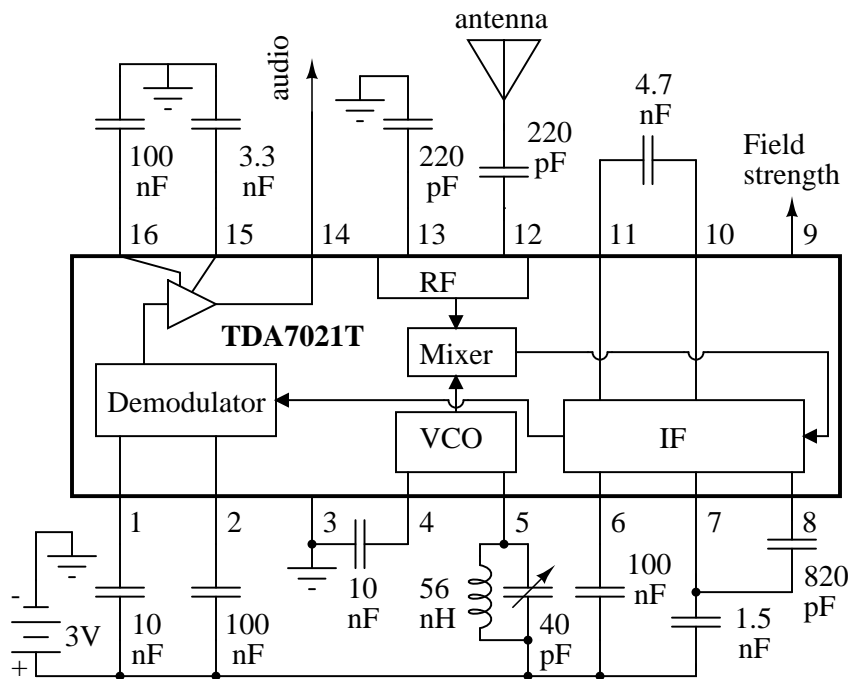 antenna
audio
100
nF
3.3
nF
220
pF
220
pF
4.7
nF
Field
strength
16
15
14
13
12
11
10
9
RF
TDA7021T
Mixer
Demodulator
VCO
IF
1
2
3
4
5
6
7
8
-
3V
+
10
nF
100
nF
10
nF
56
nH
40
pF
100
nF
1.5
nF
820
pF